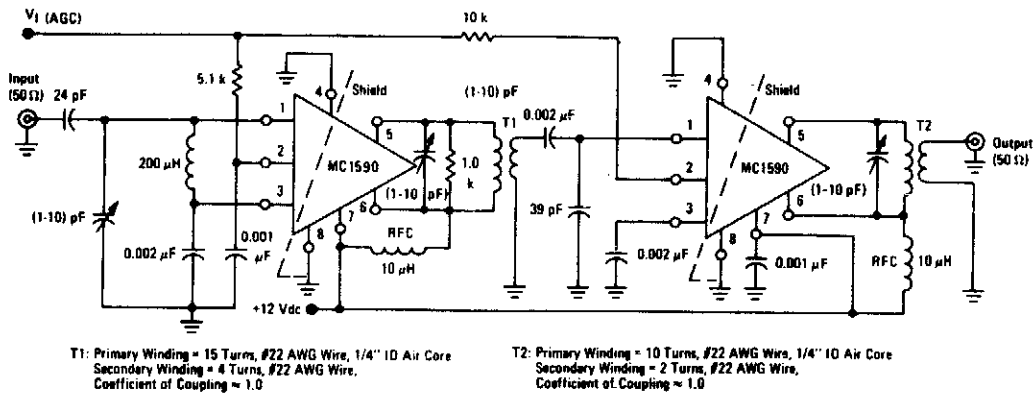 V1 (AGC)
10 k
Input
(50 Ω)
24 pF
5.1 k
4
Shield
(1-10) pF
0.002 µF
4
Shield
1
5
T1
1
5
T2
Output
(50 Ω)
200 µH
2
MC1590
1.0
k
2
MC1590
(1-10 pF)
3
(1-10 pF)
6
39 pF
3
6
(1-10) pF
7
8
RFC
7
8
0.002 µF
0.001
µF
10 µH
0.002 µF
0.001 µF
RFC
10 µH
+12 Vdc
T1: Primary Winding = 15 Turns, #22 AWG Wire, 1/4" ID Air Core
Secondary Winding = 4 Turns, #22 AWG Wire,
Coefficient of Coupling ≈ 1.0
T2: Primary Winding = 10 Turns, #22 AWG Wire, 1/4" ID Air Core
Secondary Winding = 2 Turns, #22 AWG Wire,
Coefficient of Coupling ≈ 1.0